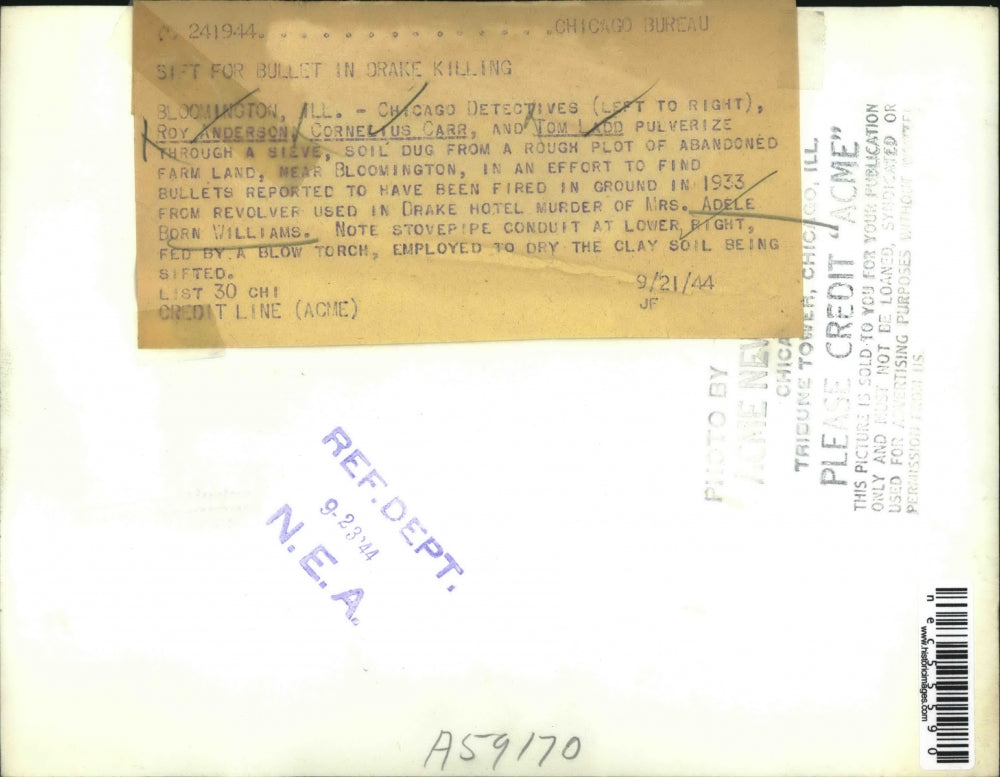 241944. . . . . . . . . . . . . . .CHICAGO BUREAU
SIFT FOR BULLET IN DRAKE KILLING
BLOOMINGTON, ILL. - CHICAGO DETECTIVES (LEFT TO RIGHT),
ROY ANDERSON, CORNELIUS CARR, AND TOM LADD PULVERIZE
THROUGH A SIEVE, SOIL DUG FROM A ROUGH PLOT OF ABANDONED
FARM LAND, NEAR BLOOMINGTON, IN AN EFFORT TO FIND
BULLETS REPORTED TO HAVE BEEN FIRED IN GROUND IN 1933
FROM REVOLVER USED IN DRAKE HOTEL MURDER OF MRS. ADELE
BORN WILLIAMS. NOTE STOVEPIPE CONDUIT AT LOWER RIGHT,
FED BY A BLOW TORCH, EMPLOYED TO DRY THE CLAY SOIL BEING
SIFTED.
9/21/44
LIST 30 CHI
JF
CREDIT LINE (ACME)
PHOTO BY
ACME NEW
CHICA
TRIBUNE TOWER, CHICAGO, ILL.
PLEASE CREDIT "ACME"
THIS PICTURE IS SOLD TO YOU FOR YOUR PUBLICATION
ONLY AND MUST NOT BE LOANED, SYNDICATED OR
USED FOR ADVERTISING PURPOSES WITHOUT WRITTEN
PERMISSION FROM US
REF. DEPT.
9-23'44
N.E.A.
nec55590
www.historicimages.com
A59170